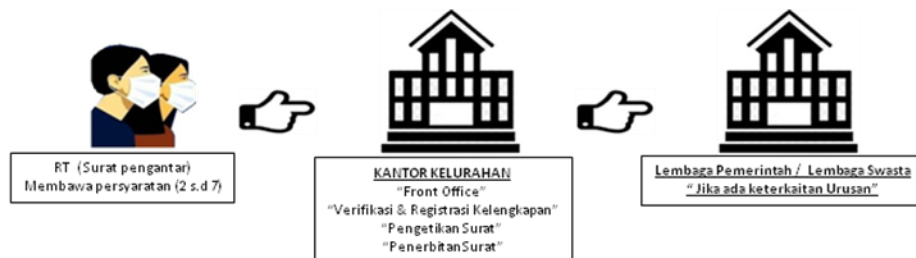 RT (Surat pengantar)
Membawa persyaratan (2 s.d 7)
KANTOR KELURAHAN
“Front Office”
“Verifikasi & Registrasi Kelengkapan”
“Pengetikan Surat”
“PenerbitanSurat”
Lembaga Pemerintah / Lembaga Swasta
“Jika ada keterkaitan Urusan”